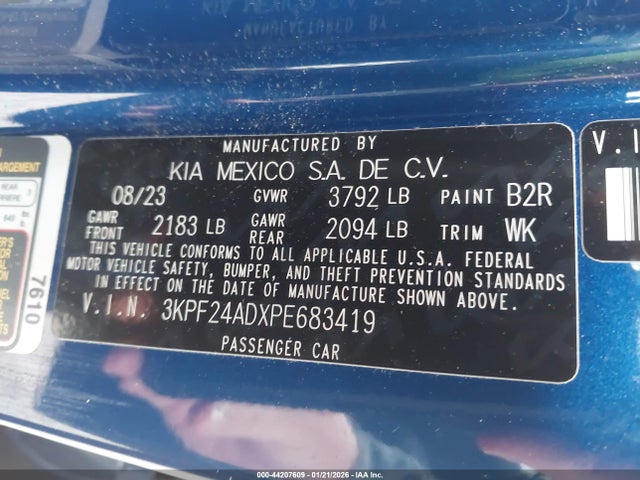 MANUFACTURED BY
KIA MEXICO S.A. DE C.V.
08/23 GVWR 3792 LB PAINT B2R
GAWR FRONT 2183 LB GAWR REAR 2094 LB TRIM WK
THIS VEHICLE CONFORMS TO ALL APPLICABLE U.S.A. FEDERAL
MOTOR VEHICLE SAFETY, BUMPER, AND THEFT PREVENTION STANDARDS
IN EFFECT ON THE DATE OF MANUFACTURE SHOWN ABOVE.
V.I.N. 3KPF24ADXPE683419
PASSENGER CAR
7610
REAR
V.I
000-44207609 - 01/21/2026 - IAA Inc.